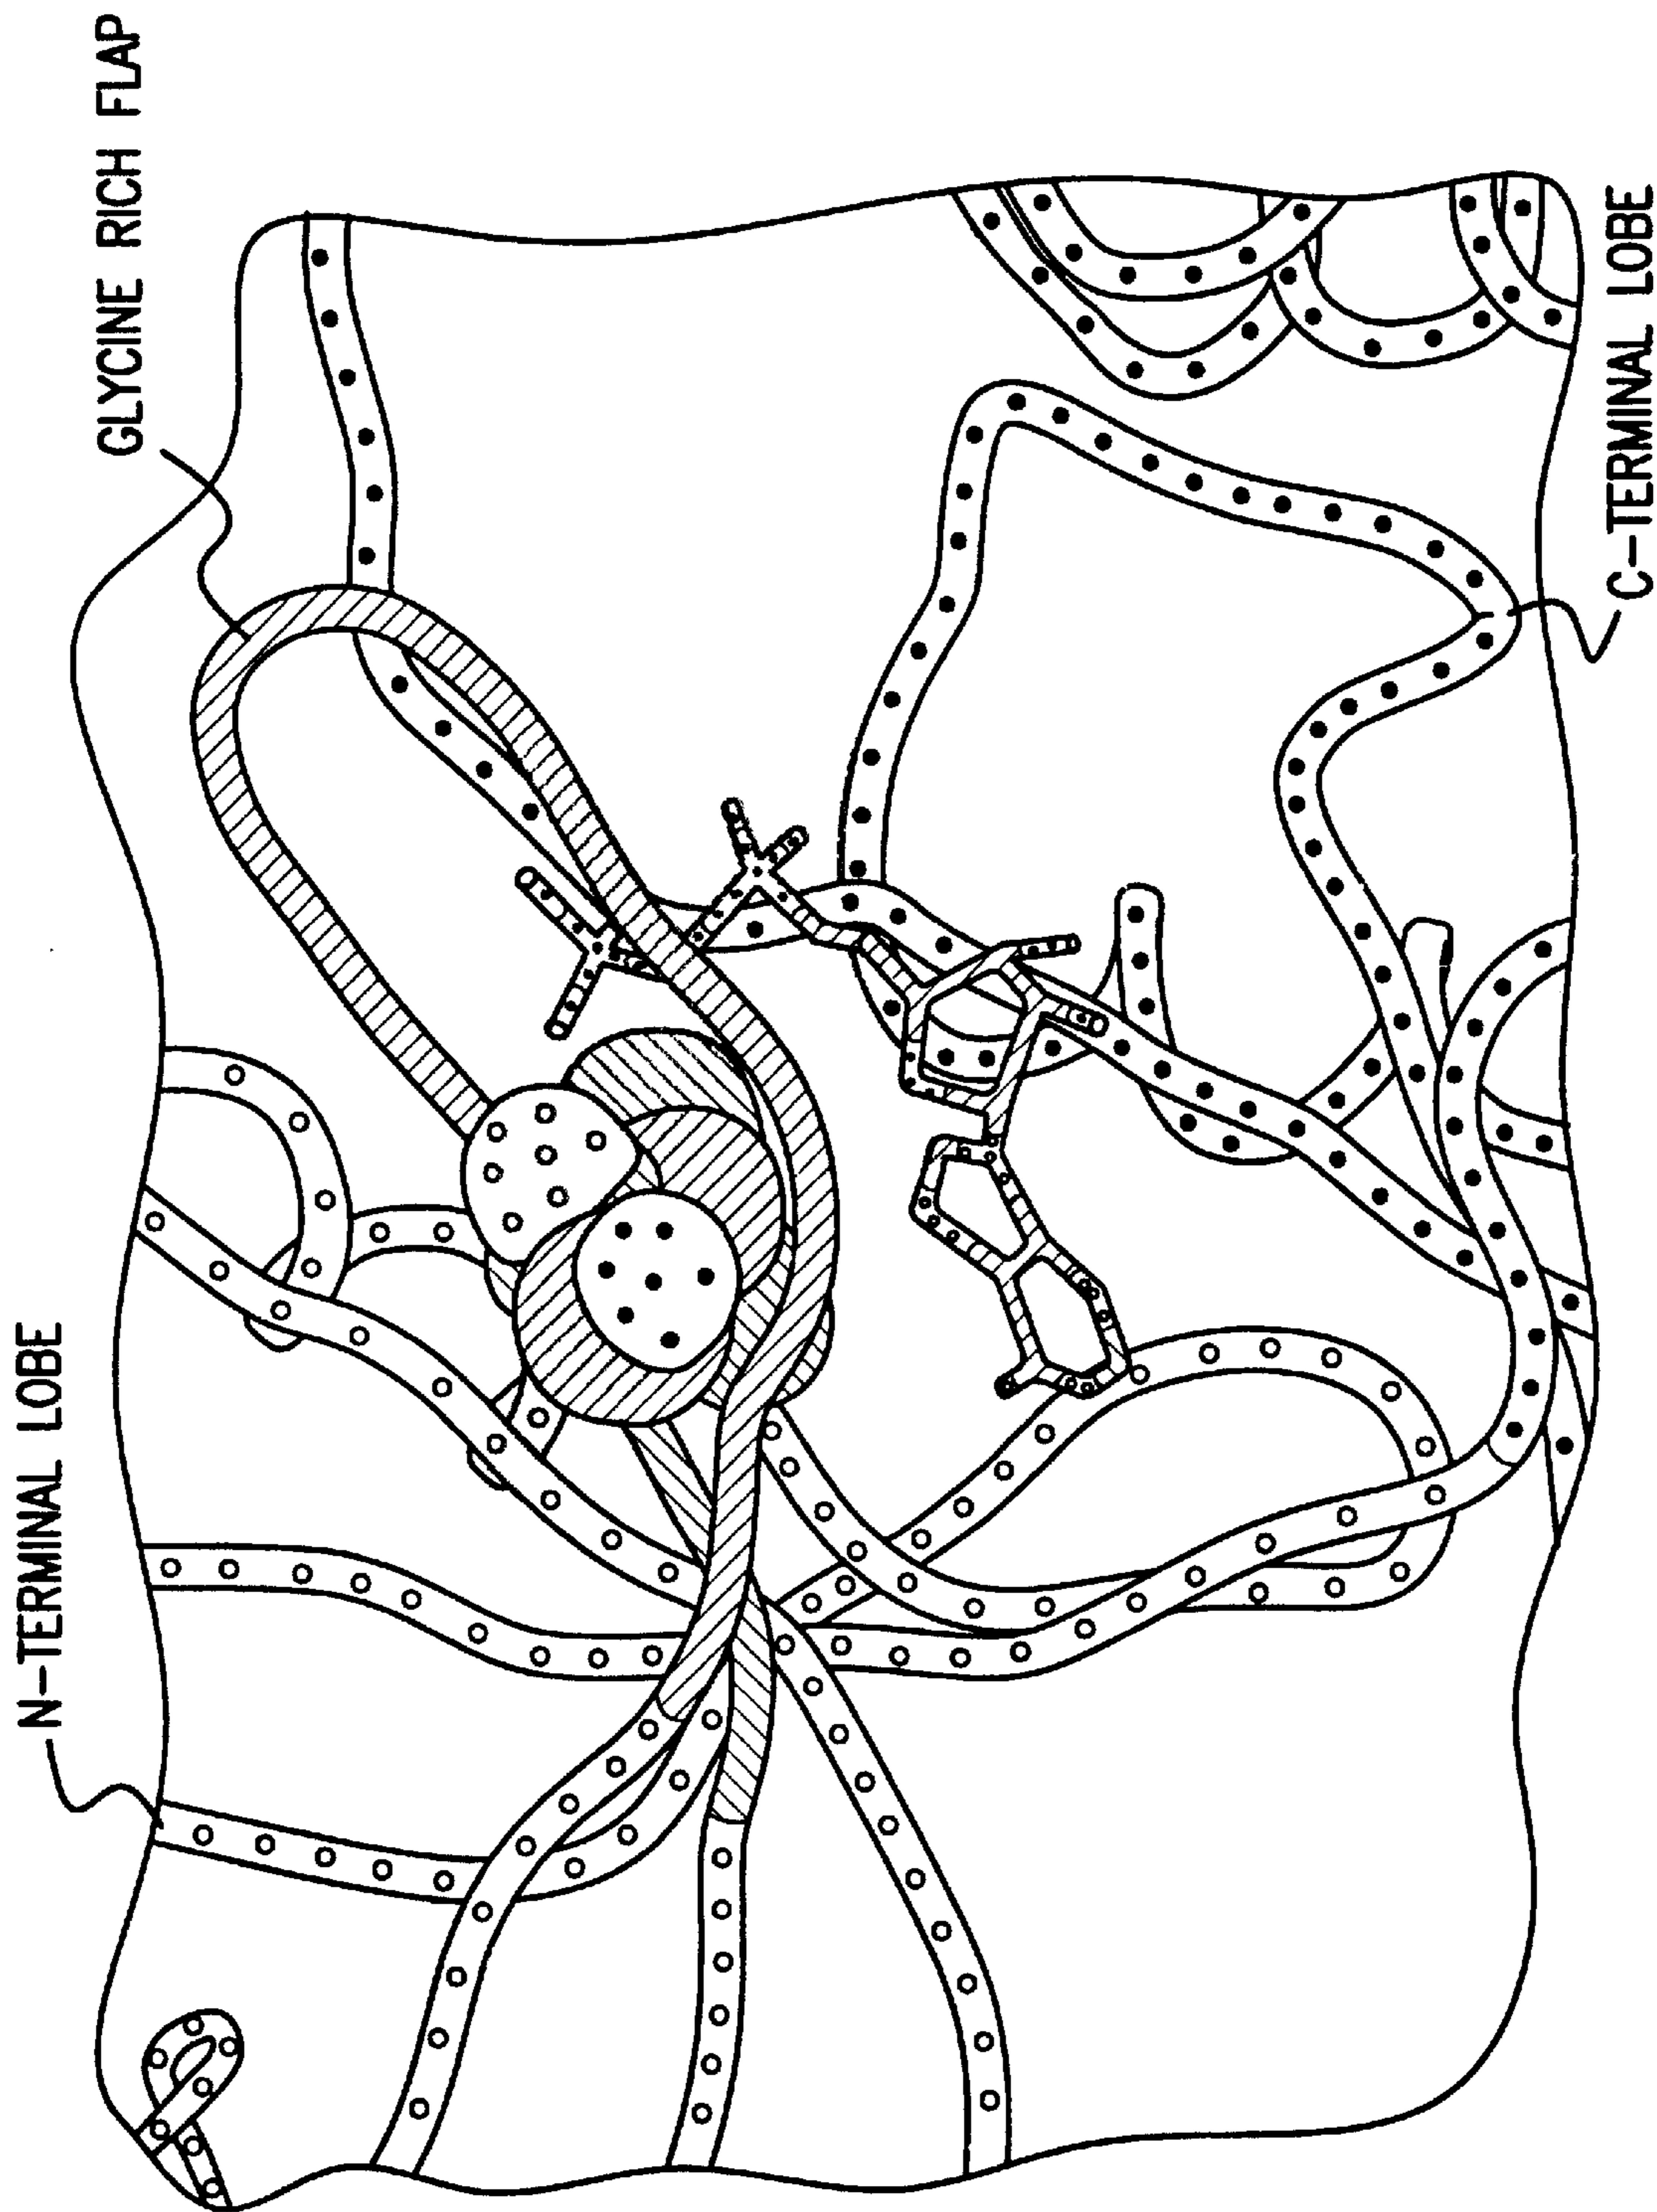 N-TERMINAL LOBE
GLYCINE RICH FLAP
C-TERMINAL LOBE